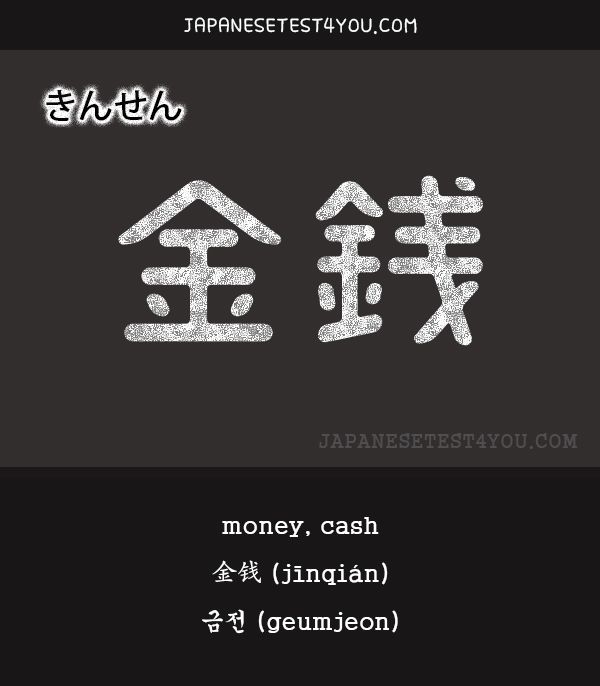 JAPANESETEST4YOU.COM
きんせん
金銭
JAPANESETEST4YOU.COM
money, cash
金钱 (jīnqián)
금전 (geumjeon)